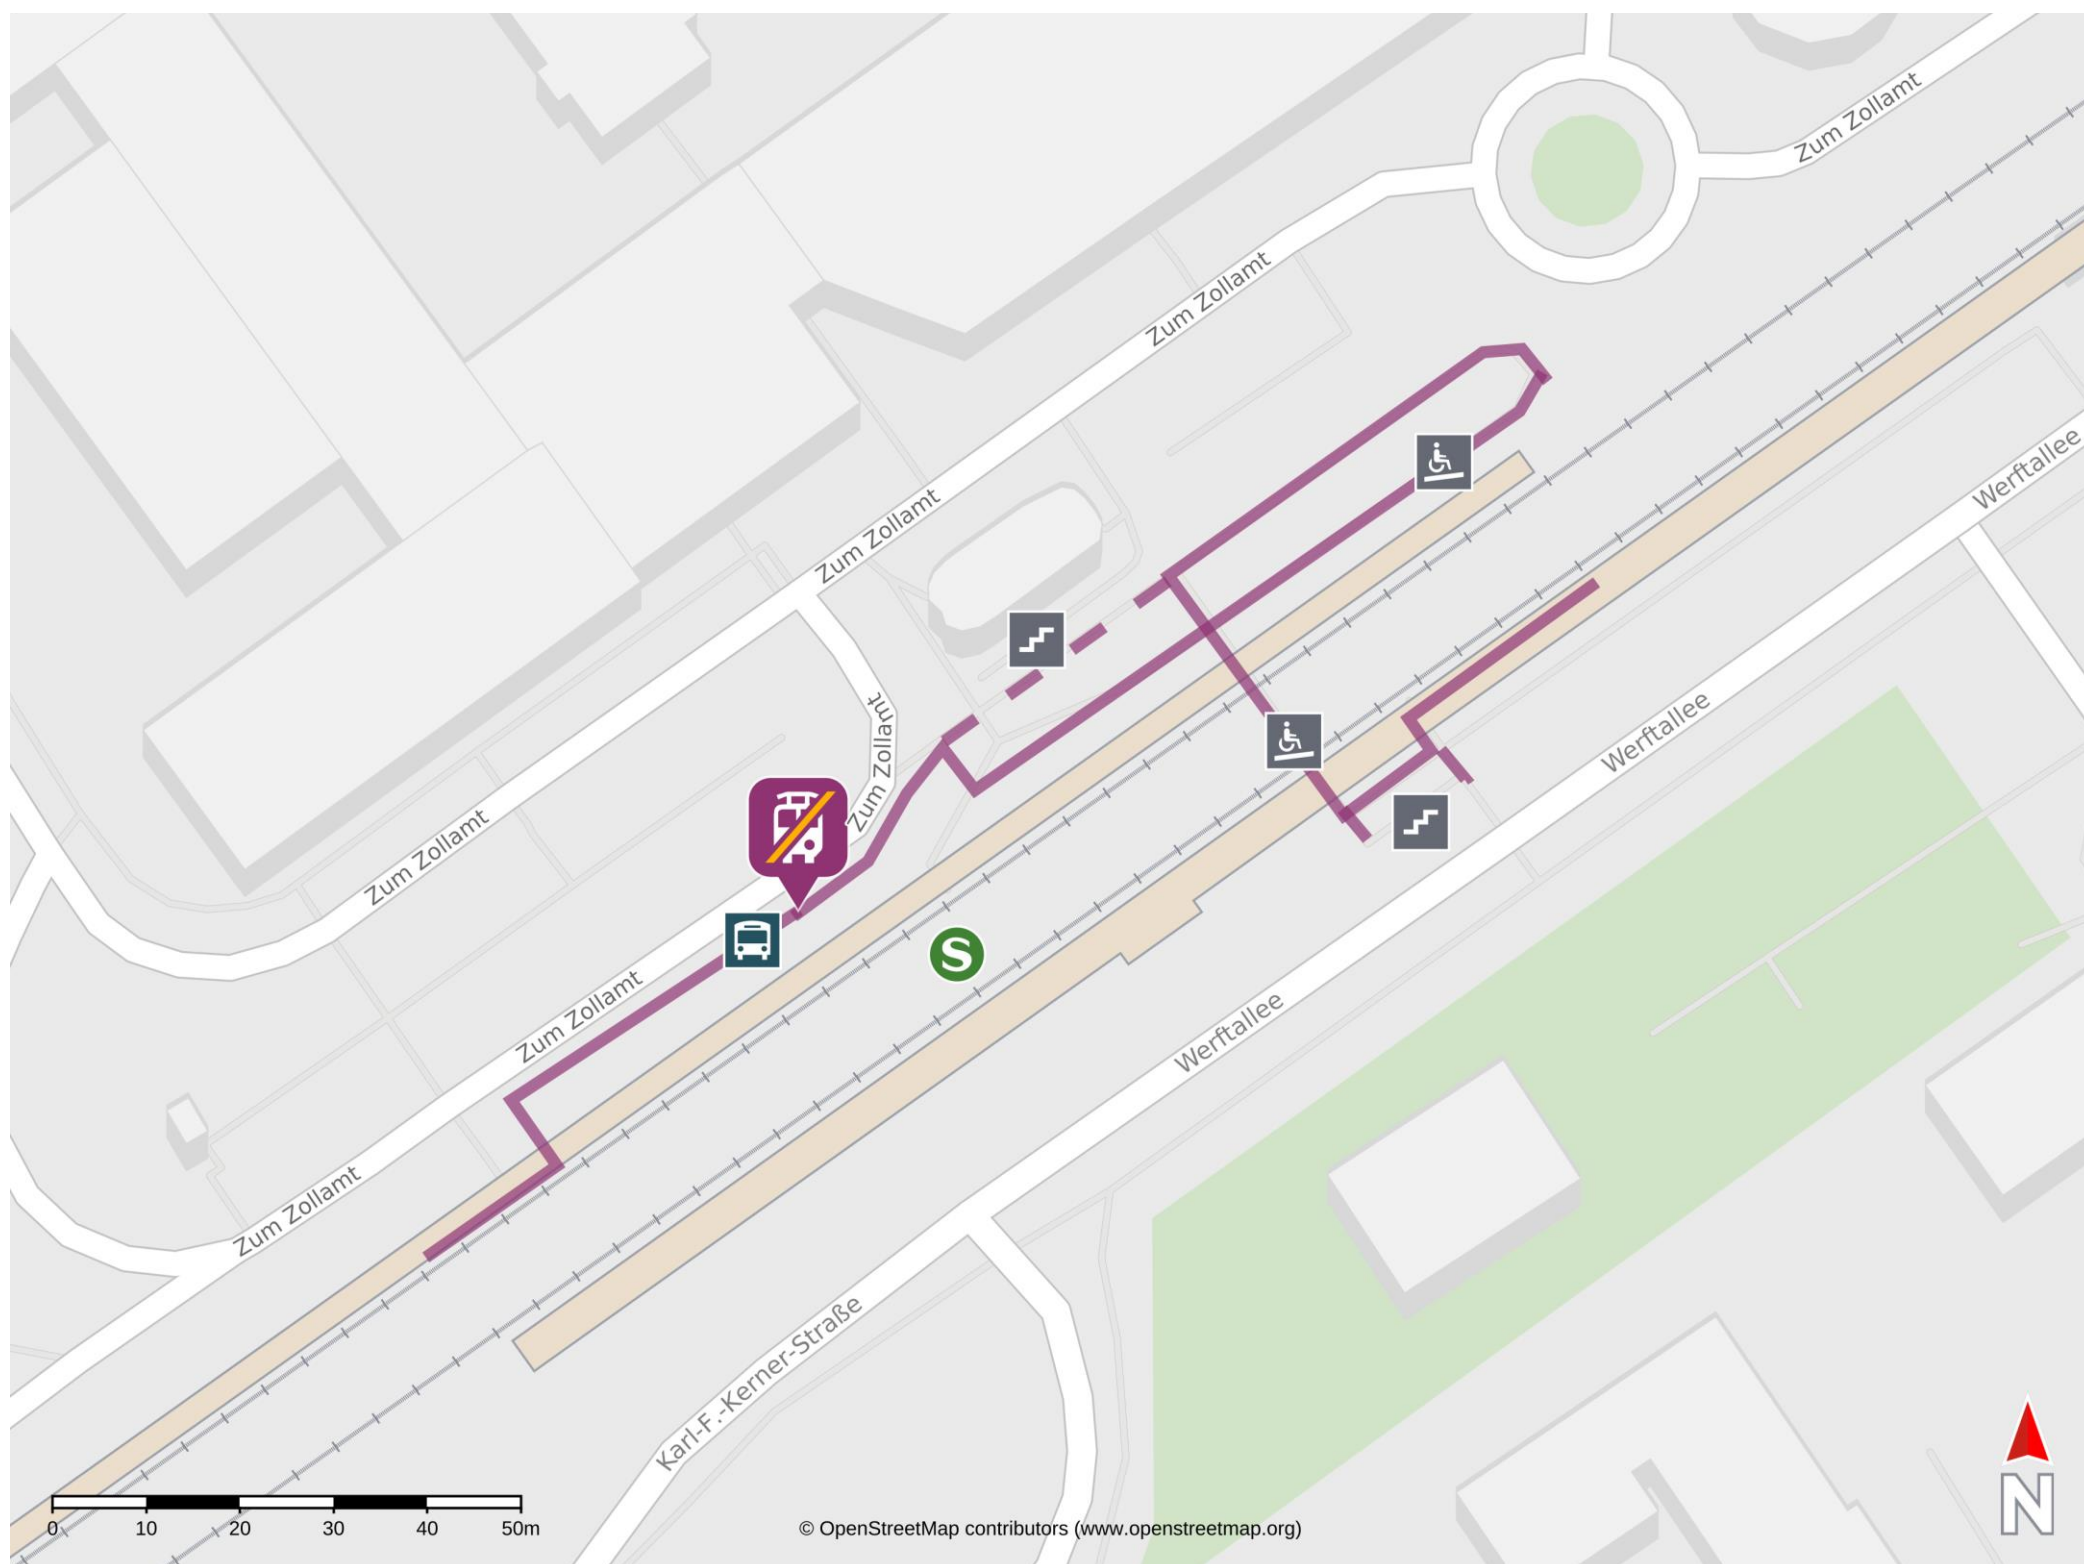 Zum Zollamt
Zum Zollamt
Werftallee
Zum Zollamt
Zum Zollamt
Werftallee
Zum Zollamt
S
Zum Zollamt
Werftallee
Zum Zollamt
Karl-F.-Kerner-Straße
N
0 10 20 30 40 50m
© OpenStreetMap contributors (www.openstreetmap.org)